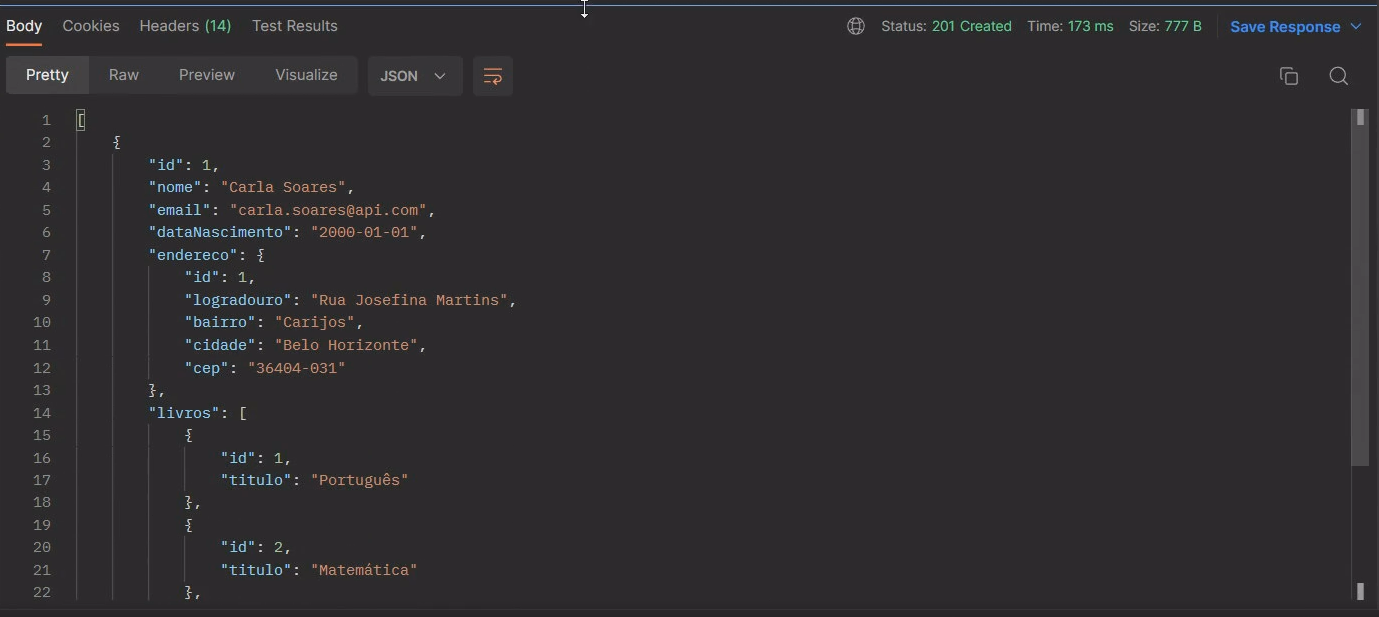 Body Cookies Headers (14) Test Results Status: 201 Created Time: 173 ms Size: 777 B Save Response
Pretty Raw Preview Visualize JSON
1 [
2 {
3 "id": 1,
4 "nome": "Carla Soares",
5 "email": "carla.soares@api.com",
6 "dataNascimento": "2000-01-01",
7 "endereco": {
8 "id": 1,
9 "logradouro": "Rua Josefina Martins",
10 "bairro": "Carijos",
11 "cidade": "Belo Horizonte",
12 "cep": "36404-031"
13 },
14 "livros": [
15 {
16 "id": 1,
17 "titulo": "Português"
18 },
19 {
20 "id": 2,
21 "titulo": "Matemática"
22 },